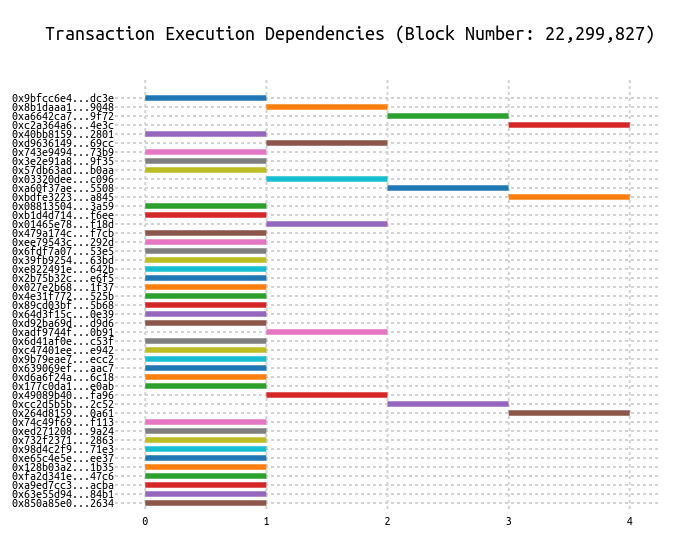 Transaction Execution Dependencies (Block Number: 22,299,827)
0x9bfcc6e4...dc3e
0x8b1daaa1...9048
0xa6642ca7...9f72
0xc2a364a6...4e3c
0x40bb8159...2801
0xd9636149...69cc
0x743e9494...73b9
0x3e2e91a8...9f35
0x57db63ad...b0aa
0x03320dee...c096
0xa60f37ae...5508
0xbdfe3223...a845
0x08813504...3a59
0xb1d4d714...f6ee
0x01465e78...f18d
0x479a174c...f7cb
0xee79543c...292d
0x6fdf7a07...53e5
0x39fb9254...63bd
0xe822491e...642b
0x2b75b32c...e6f5
0x027e2b68...1f37
0x4e31f772...525b
0x89cd03bf...5b68
0x64d3f15c...0e39
0xd92ba69d...d9d6
0xadf9744f...0b91
0x6d41af0e...c53f
0xc47401ee...e942
0x9b79eae7...ecc2
0x639069ef...aac7
0xd6a6f24a...6c18
0x177c0da1...e0ab
0x49089b40...fa96
0xcc2d5b5b...2c52
0x264d8159...0a61
0x74c49f69...f113
0xed271208...9a24
0x732f2371...2863
0x98d4c2f9...71e3
0xe65c4e5e...ee37
0x128b03a2...1b35
0xfa2d341e...47c6
0xa9ed7cc3...acba
0x63e55d94...84b1
0x850a85e0...2634
0 1 2 3 4